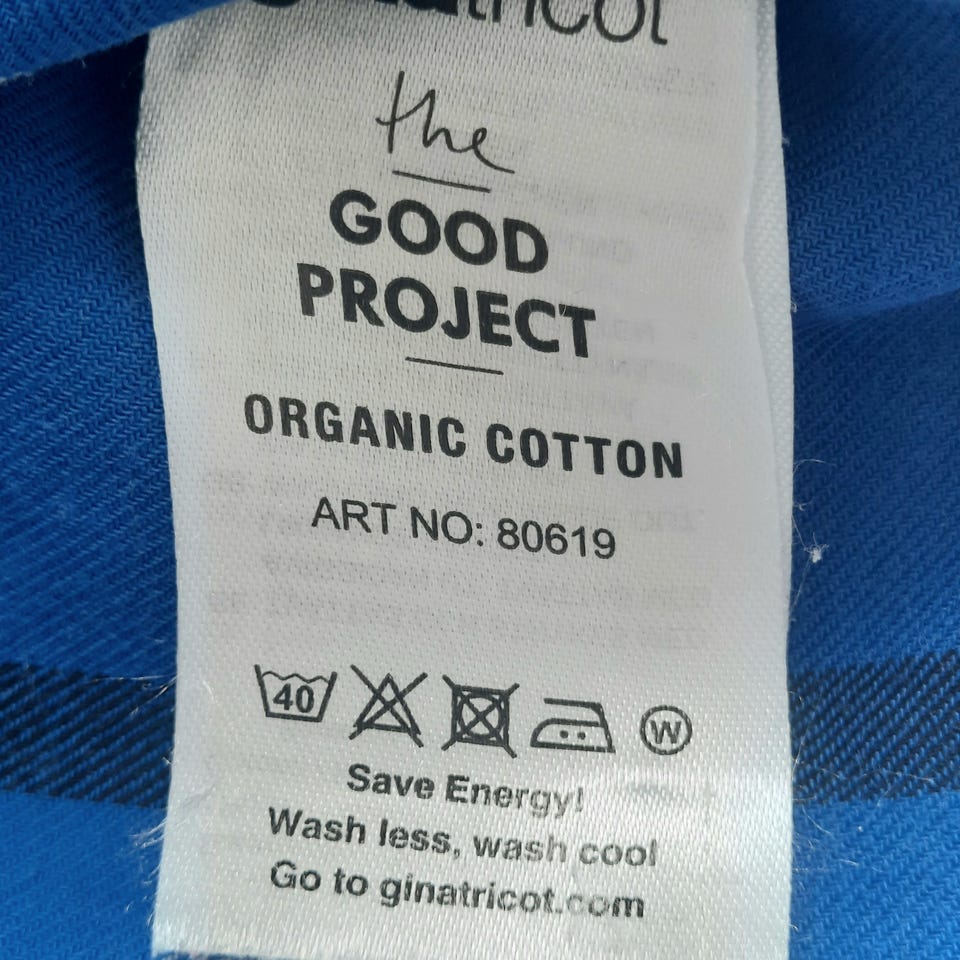 ginatricot
the
GOOD
PROJECT
ORGANIC COTTON
ART NO: 80619
40
W
Save Energy!
Wash less, wash cool
Go to ginatricot.com